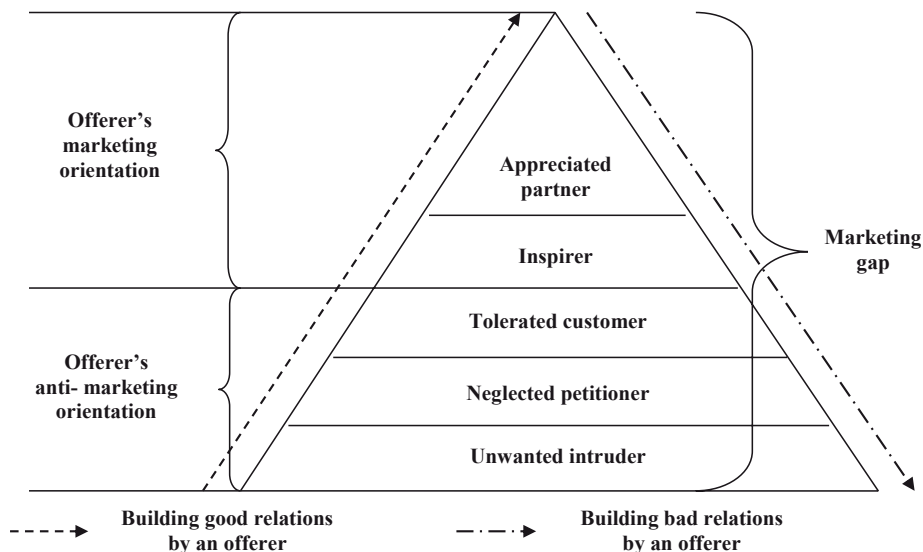 Offerer's
marketing
orientation
Appreciated
partner
Inspirer
Marketing
gap
Tolerated customer
Offerer's
anti- marketing
orientation
Neglected petitioner
Unwanted intruder
Building good relations
by an offerer
Building bad relations
by an offerer